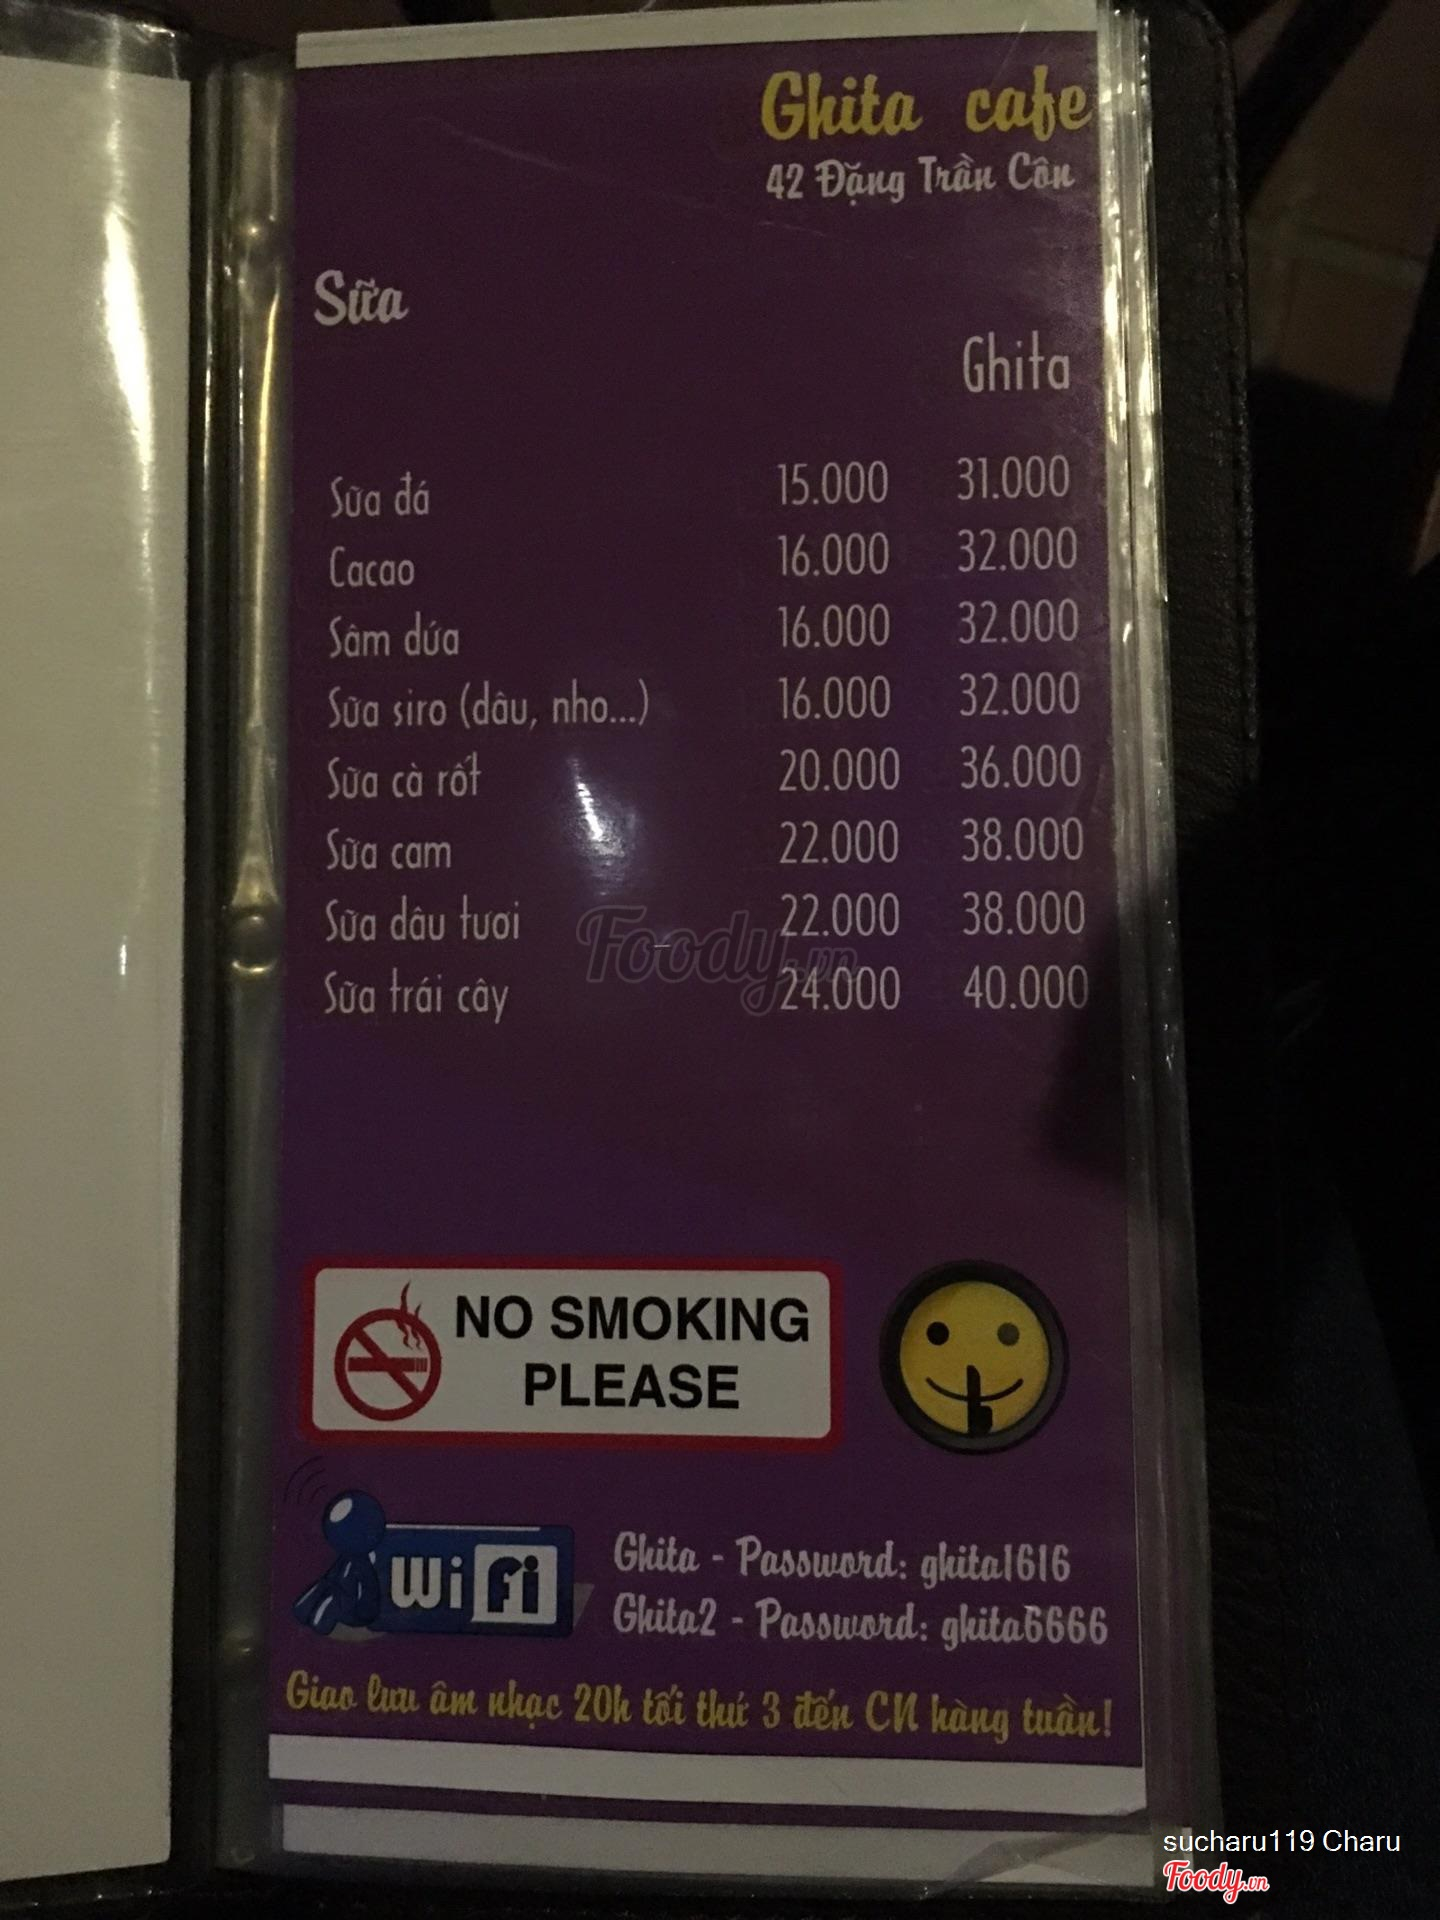 Ghita cafe
42 Đặng Trần Côn
Sữa
Ghita
Sữa đá 15.000 31.000
Cacao 16.000 32.000
Sâm dứa 16.000 32.000
Sữa siro (dâu, nho...) 16.000 32.000
Sữa cà rốt 20.000 36.000
Sữa cam 22.000 38.000
Sữa dâu tươi 22.000 38.000
Sữa trái cây 24.000 40.000
Foody.vn
NO SMOKING
PLEASE
WiFi
Ghita - Password: ghita1616
Ghita2 - Password: ghita6666
Giao lưu âm nhạc 20h tối thứ 3 đến CN hàng tuần!
sucharu119 Charu
Foody.vn